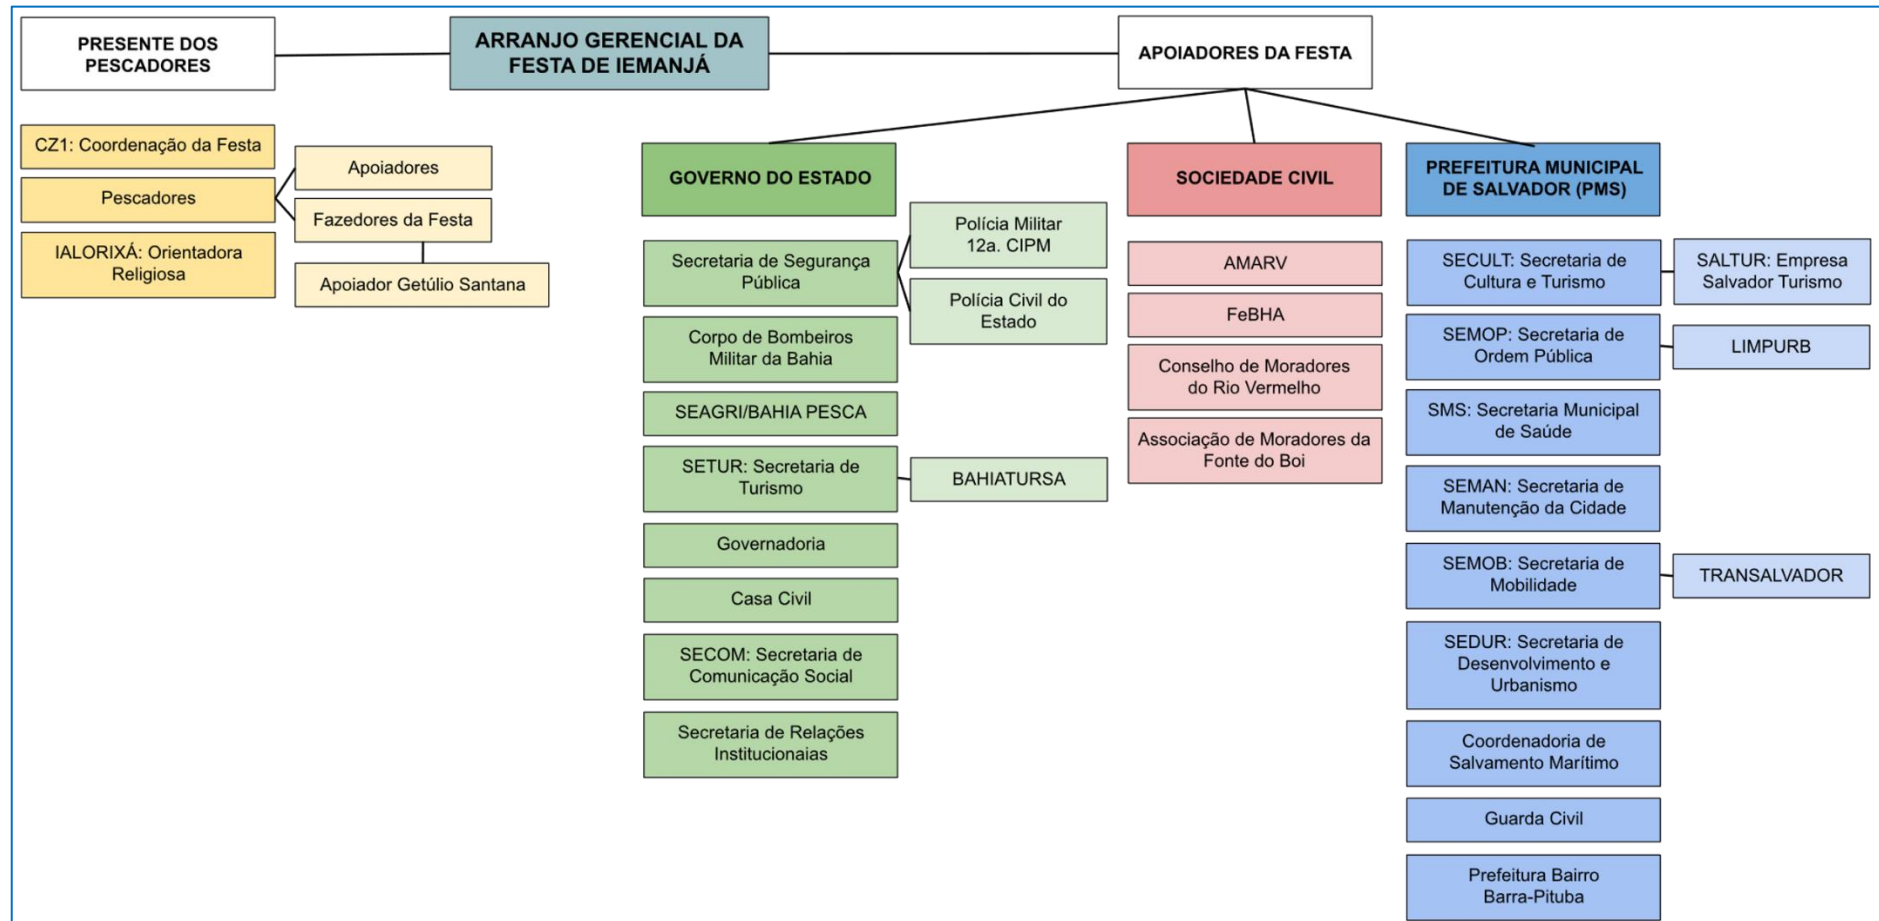 PRESENTE DOS
PESCADORES
ARRANJO GERENCIAL DA
FESTA DE IEMANJÁ
APOIADORES DA FESTA
CZ1: Coordenação da Festa
Pescadores
IALORIXÁ: Orientadora
Religiosa
Apoiadores
Fazedores da Festa
Apoiador Getúlio Santana
GOVERNO DO ESTADO
Secretaria de Segurança
Pública
Polícia Militar
12a. CIPM
Polícia Civil do
Estado
Corpo de Bombeiros
Militar da Bahia
SEAGRI/BAHIA PESCA
SETUR: Secretaria de
Turismo
BAHIATURSA
Governadoria
Casa Civil
SECOM: Secretaria de
Comunicação Social
Secretaria de Relações
Institucionaias
SOCIEDADE CIVIL
AMARV
FeBHA
Conselho de Moradores
do Rio Vermelho
Associação de Moradores da
Fonte do Boi
PREFEITURA MUNICIPAL
DE SALVADOR (PMS)
SECULT: Secretaria de
Cultura e Turismo
SALTUR: Empresa
Salvador Turismo
SEMOP: Secretaria de
Ordem Pública
LIMPURB
SMS: Secretaria Municipal
de Saúde
SEMAN: Secretaria de
Manutenção da Cidade
SEMOB: Secretaria de
Mobilidade
TRANSALVADOR
SEDUR: Secretaria de
Desenvolvimento e
Urbanismo
Coordenadoria de
Salvamento Marítimo
Guarda Civil
Prefeitura Bairro
Barra-Pituba